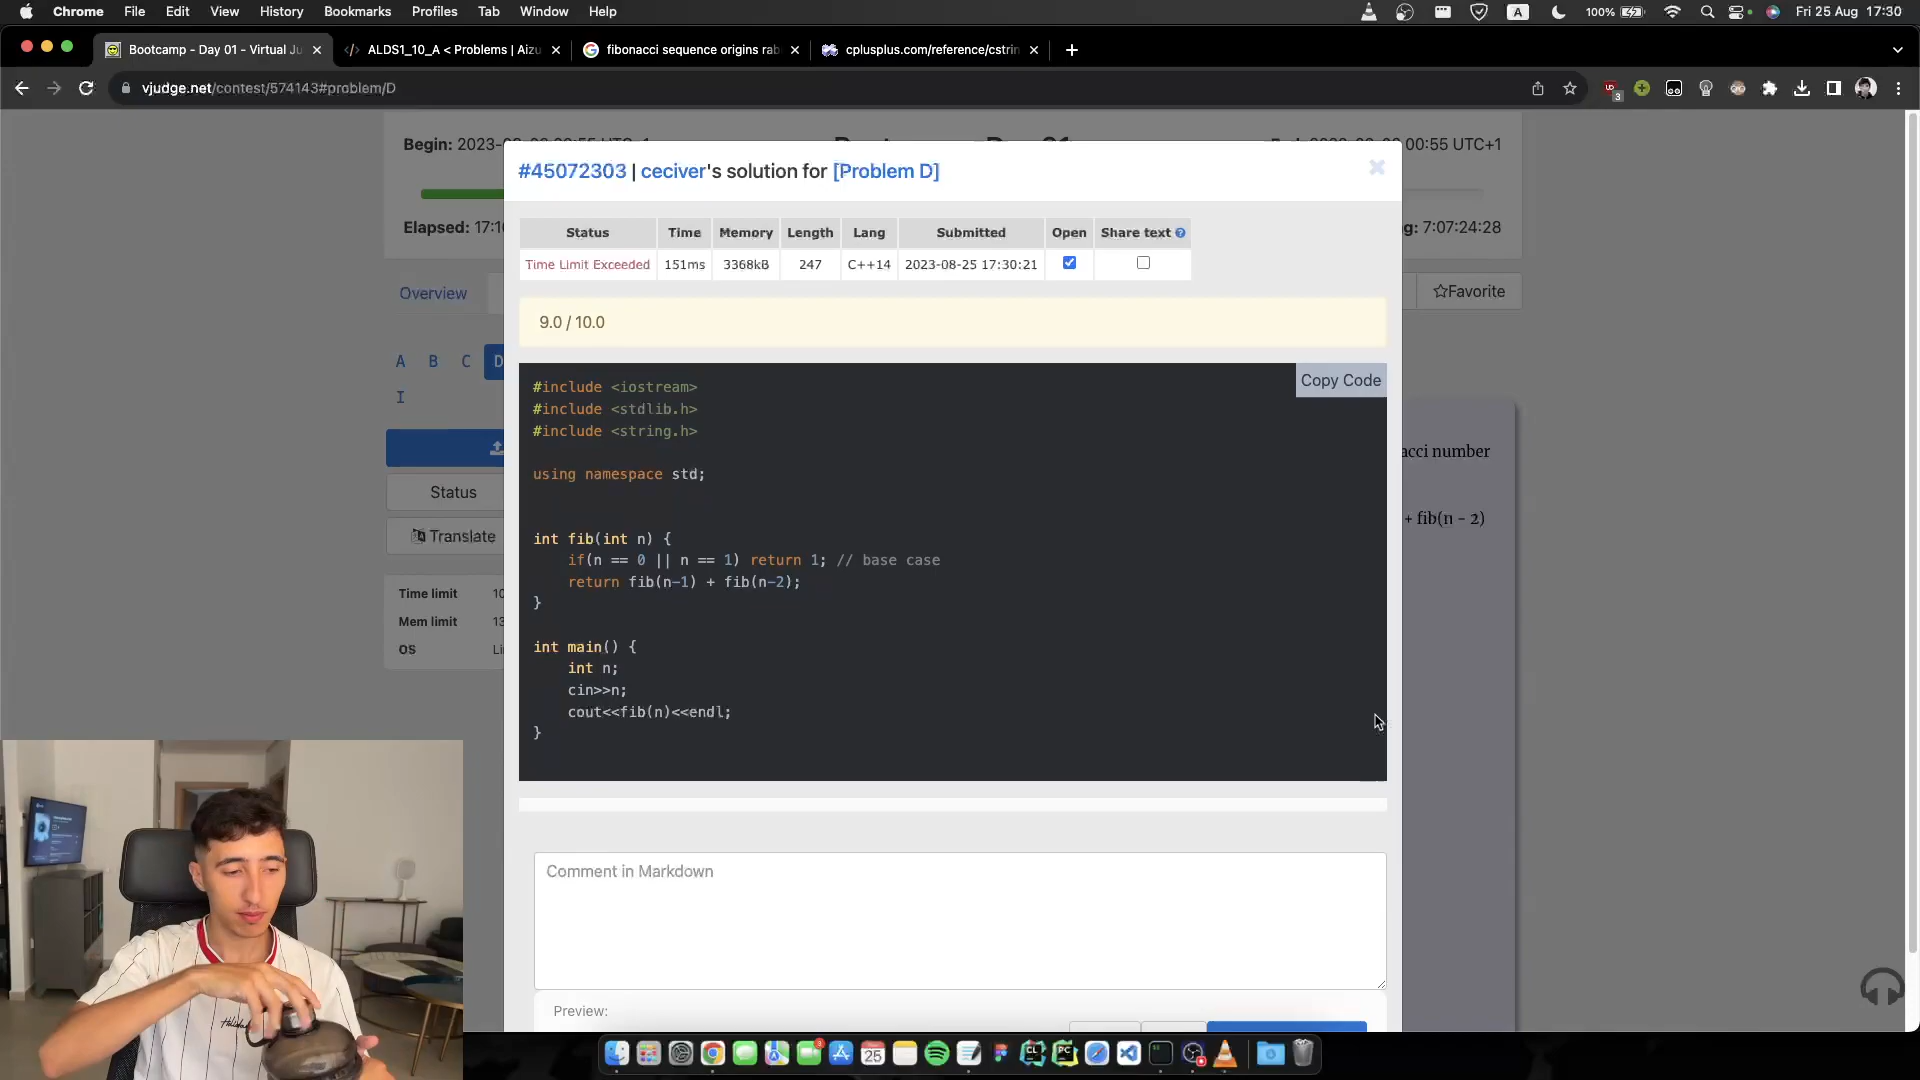 Chrome File Edit View History Bookmarks Profiles Tab Window Help 100% A Fri 25 Aug 17:30
Bootcamp - Day 01 - Virtual Ju
ALDS1_10_A < Problems | Aizu
fibonacci sequence origins rab
cplusplus.com/reference/cstrin
vjudge.net/contest/574143#problem/D
Begin: 2023-
00:55 UTC+1
Elapsed: 17:1
g: 7:07:24:28
Overview
Favorite
A B C D
I
Status
Translate
Time limit 10
Mem limit 13
OS Li
acci number
+ fib(n - 2)
#45072303 | ceciver's solution for [Problem D]
Status Time Memory Length Lang Submitted Open Share text
Time Limit Exceeded 151ms 3368kB 247 C++14 2023-08-25 17:30:21
9.0 / 10.0
Copy Code
#include <iostream>
#include <stdlib.h>
#include <string.h>
using namespace std;
int fib(int n) {
if(n == 0 || n == 1) return 1; // base case
return fib(n-1) + fib(n-2);
}
int main() {
int n;
cin>>n;
cout<<fib(n)<<endl;
}
Comment in Markdown
Preview: